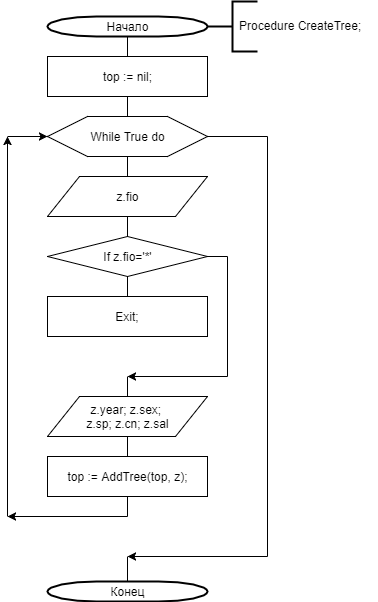 Начало
Procedure CreateTree;
top := nil;
While True do
z.fio
If z.fio='*'
Exit;
z.year; z.sex;
z.sp; z.cn; z.sal
top := AddTree(top, z);
Конец